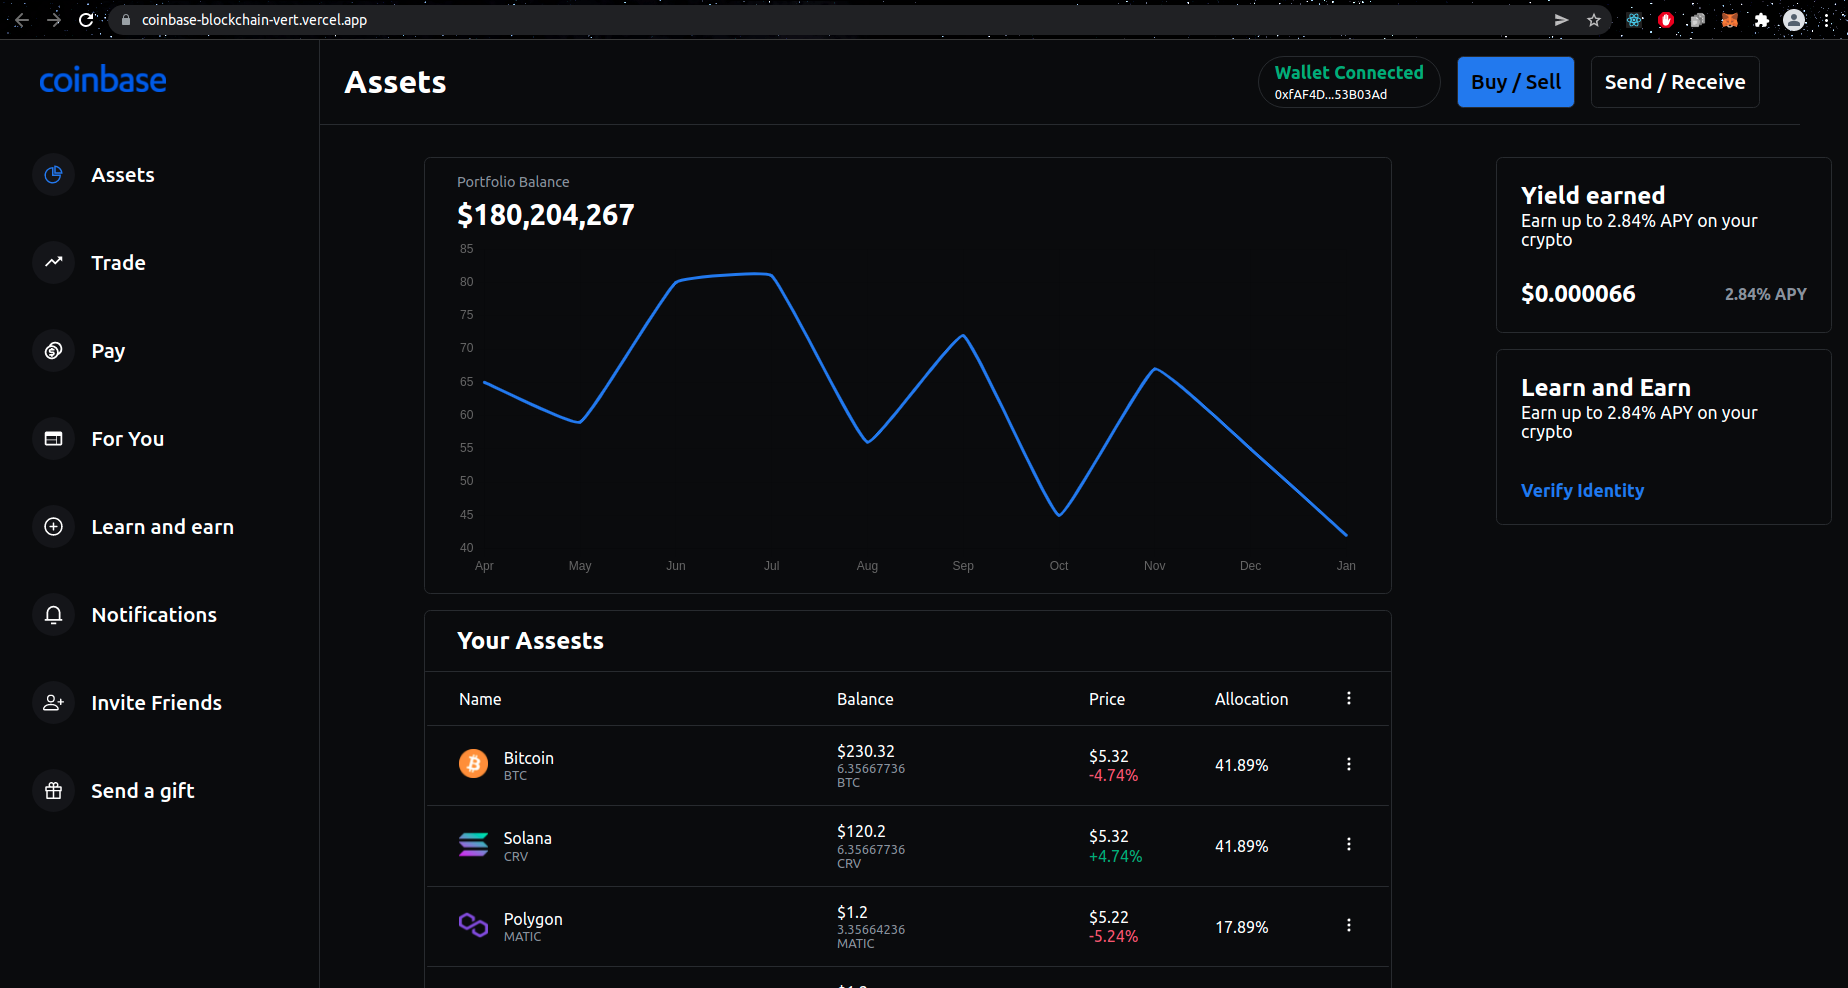 coinbase-blockchain-vert.vercel.app
coinbase
Assets
Trade
Pay
For You
Learn and earn
Notifications
Invite Friends
Send a gift
Assets
Wallet Connected
0xfAF4D...53B03Ad
Buy / Sell
Send / Receive
Portfolio Balance
$180,204,267
85
80
75
70
65
60
55
50
45
40
Apr May Jun Jul Aug Sep Oct Nov Dec Jan
Yield earned
Earn up to 2.84% APY on your
crypto
$0.000066 2.84% APY
Learn and Earn
Earn up to 2.84% APY on your
crypto
Verify Identity
Your Assests
Name Balance Price Allocation
Bitcoin
BTC
$230.32
6.35667736
BTC
$5.32
-4.74%
41.89%
Solana
CRV
$120.2
6.35667736
CRV
$5.32
+4.74%
41.89%
Polygon
MATIC
$1.2
3.35664236
MATIC
$5.22
-5.24%
17.89%